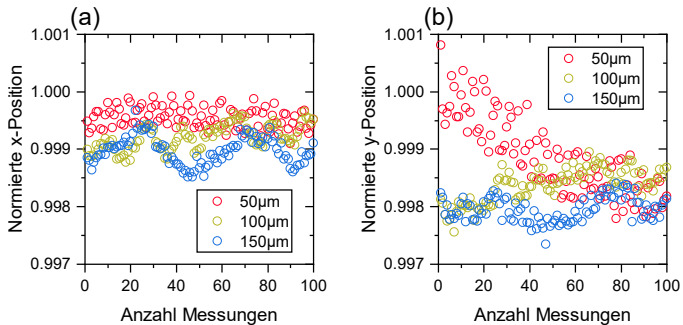 (a)
1.001
1.000
0.999
0.998
0.997
Normierte x-Position
50µm
100µm
150µm
0 20 40 60 80 100
Anzahl Messungen
(b)
1.001
1.000
0.999
0.998
0.997
Normierte y-Position
50µm
100µm
150µm
0 20 40 60 80 100
Anzahl Messungen